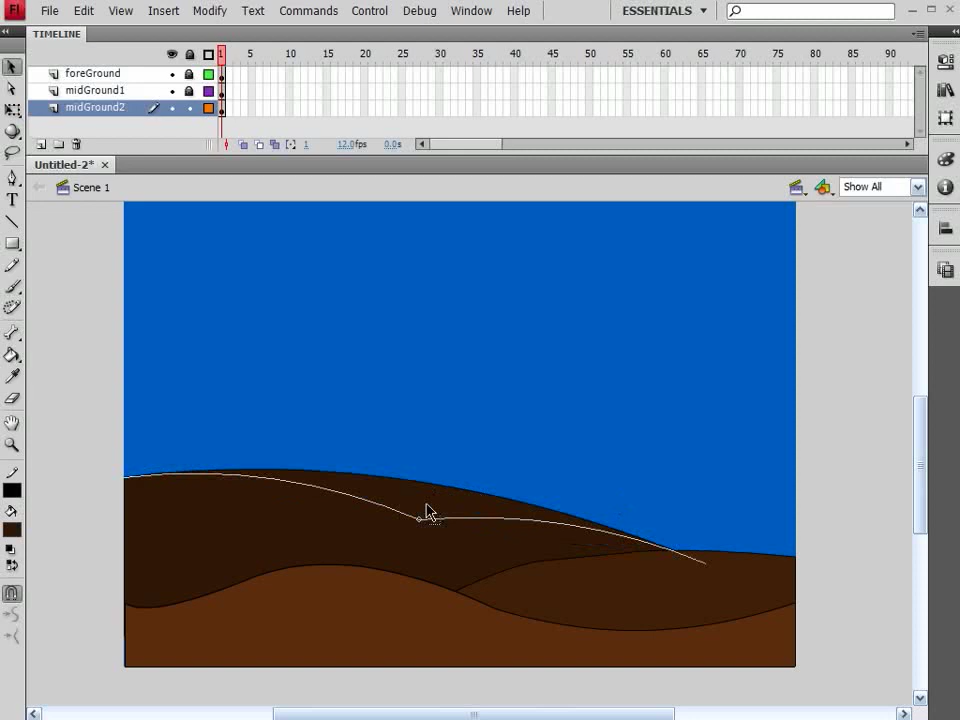 Fl File Edit View Insert Modify Text Commands Control Debug Window Help ESSENTIALS
TIMELINE
1 5 10 15 20 25 30 35 40 45 50 55 60 65 70 75 80 85 90
foreGround
midGround1
midGround2
1 12.0fps 0.0s
Untitled-2*
Scene 1 Show All
T